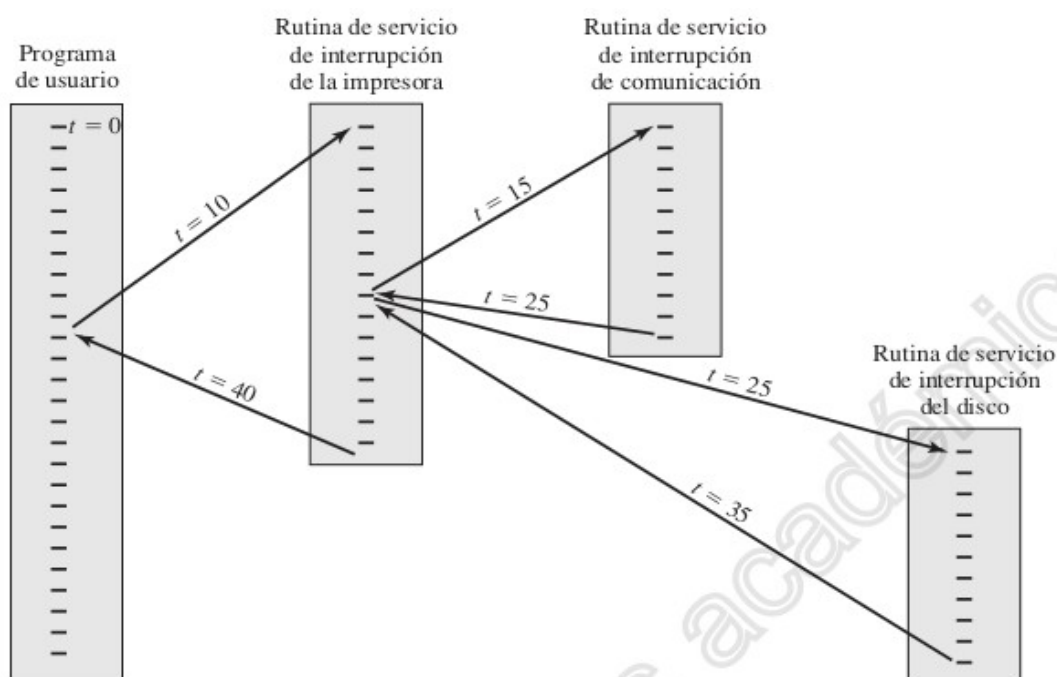 Programa
de usuario
Rutina de servicio
de interrupción
de la impresora
Rutina de servicio
de interrupción
de comunicación
t = 0
t = 10
t = 15
t = 25
t = 40
t = 25
Rutina de servicio
de interrupción
del disco
t = 35